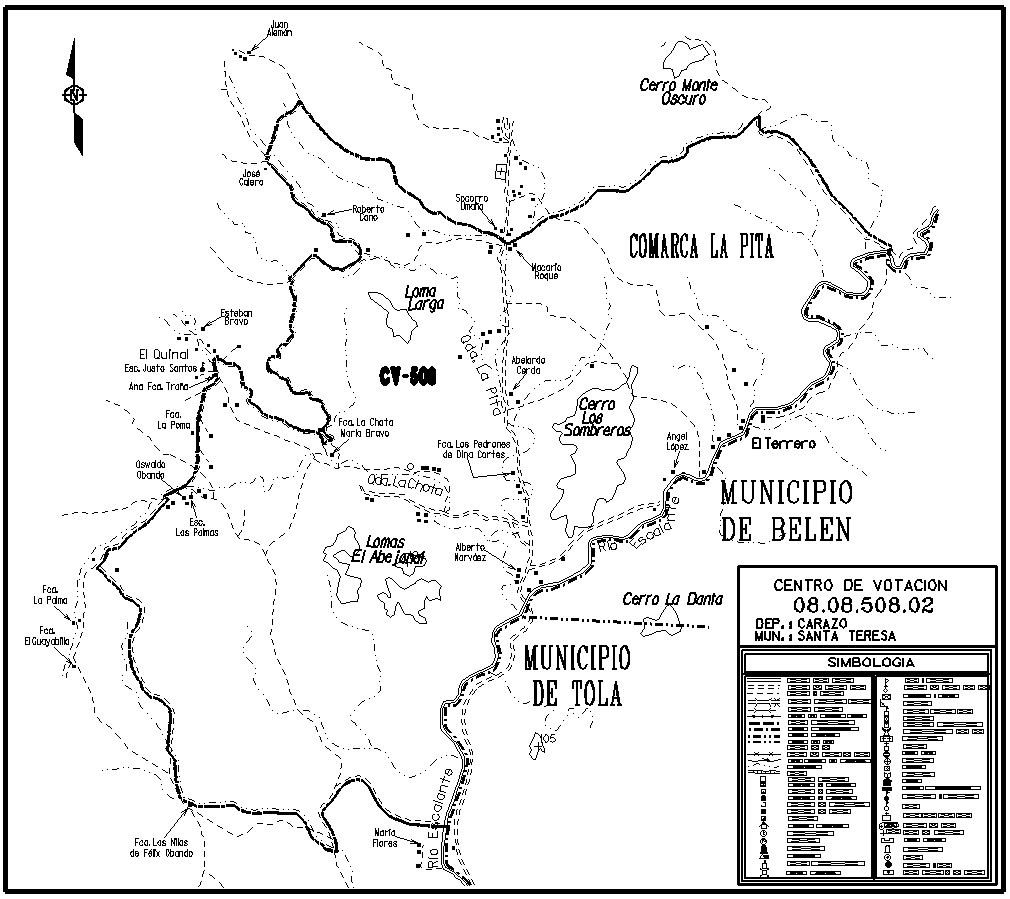 Juan
Alemán
N
Cerro Monte
Oscuro
José
Calero
Roberto
Cano
Socorro
Umaña
COMARCA LA PITA
Macario
Roque
Loma
Larga
Esteban
Bravo
El Quinal
Esc. Justo Santos
Ana Fca. Traña
CV-508
Qda. La Pita
Abelardo
Cerda
Fca.
La Poma
Cerro
Los
Sombreros
Fca. La Chata
María Bravo
Fca. Los Pedrones
de Dina Cortes
Angel
López
El Terrero
Oswaldo
Obando
Qda. La Chota
MUNICIPIO
DE BELEN
Esc.
Las Palmas
Río Escalante
Lomas
El Abejonal
Alberto
Narváez
Fca.
La Palma
Cerro La Danta
Fca.
El Guayabillo
MUNICIPIO
DE TOLA
105
Río Escalante
María
Flores
Fca. Las Milas
de Félix Obando
CENTRO DE VOTACION
08.08.508.02
DEP.: CARAZO
MUN.: SANTA TERESA
SIMBOLOGIA